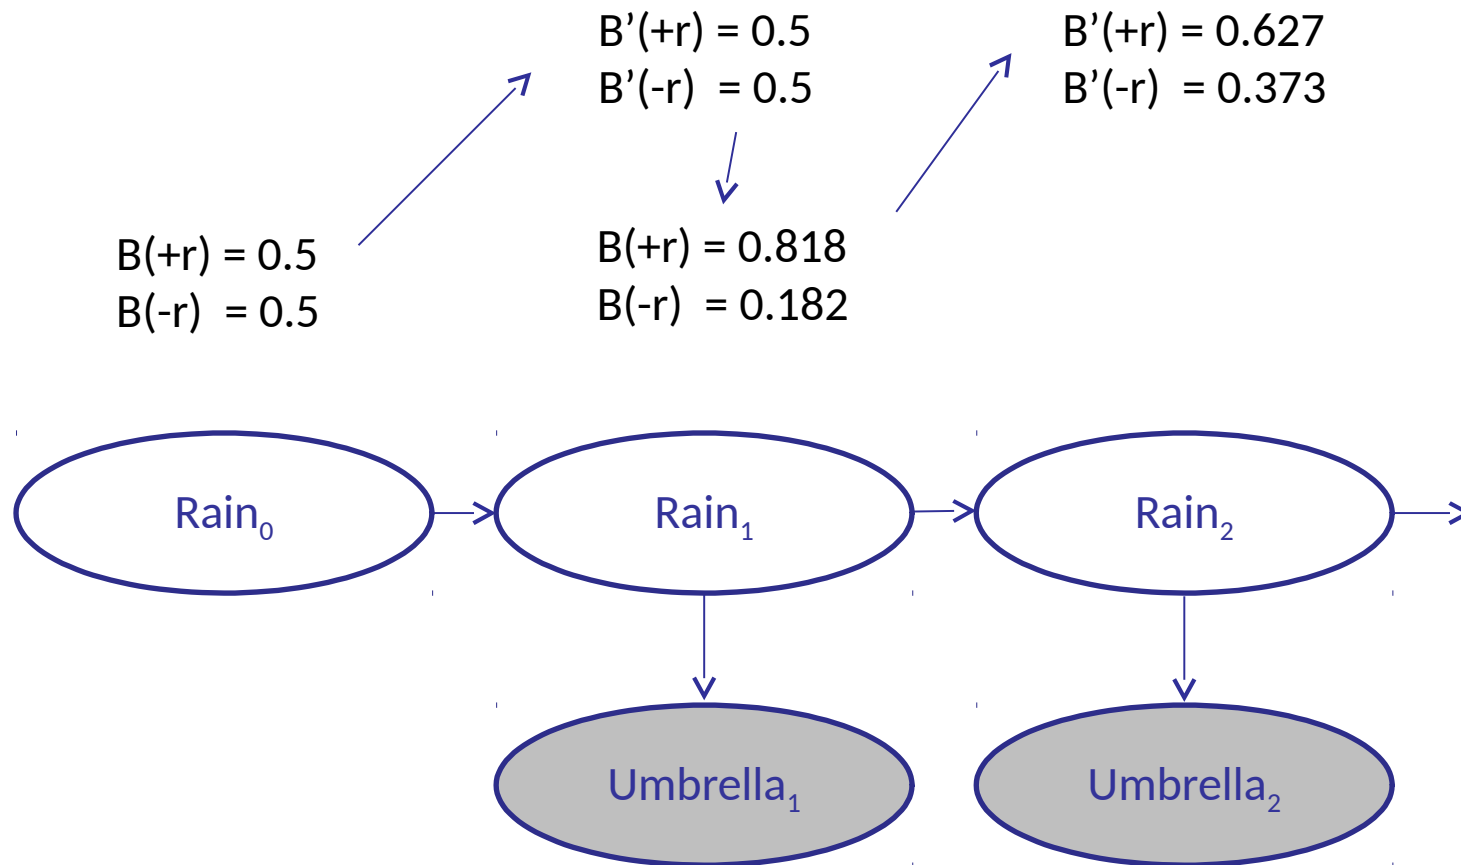 B’(+r) = 0.5
B’(-r) = 0.5
B’(+r) = 0.627
B’(-r) = 0.373
B(+r) = 0.5
B(-r) = 0.5
B(+r) = 0.818
B(-r) = 0.182
Rain₀
Rain₁
Rain₂
Umbrella₁
Umbrella₂